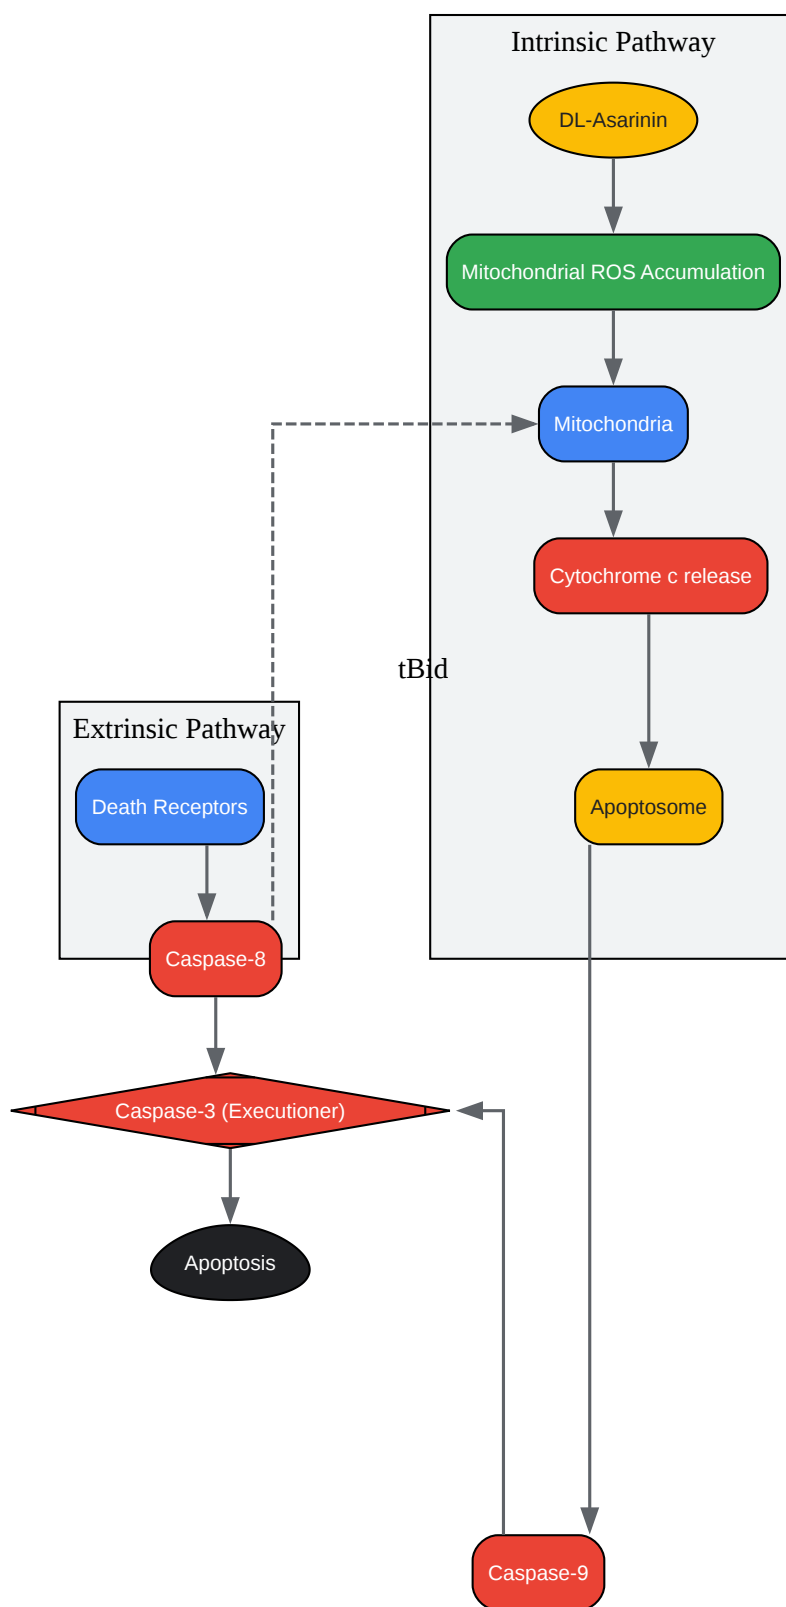 Intrinsic Pathway
DL-Asarinin
Mitochondrial ROS Accumulation
Mitochondria
Cytochrome c release
tBid
Extrinsic Pathway
Death Receptors
Apoptosome
Caspase-8
Caspase-3 (Executioner)
Apoptosis
Caspase-9